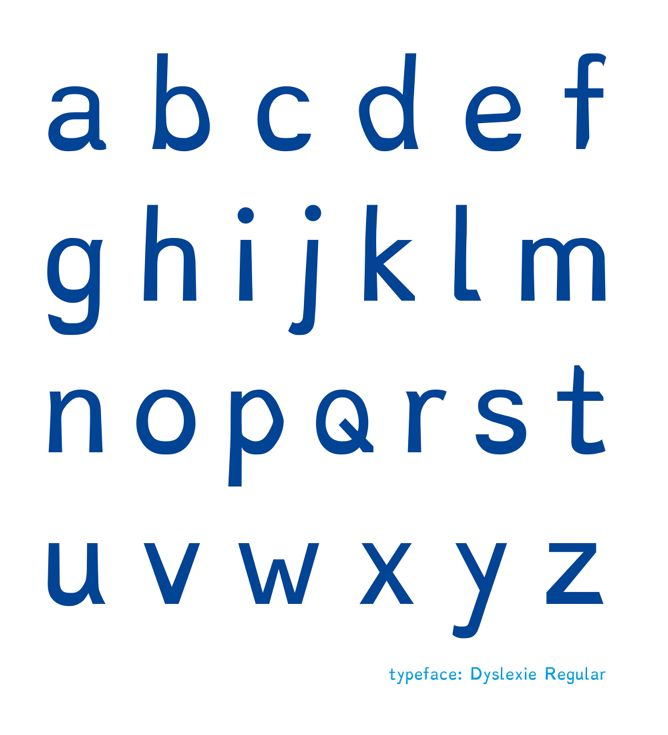 a b c d e f
g h i j k l m
n o p q r s t
u v w x y z
typeface: Dyslexie Regular